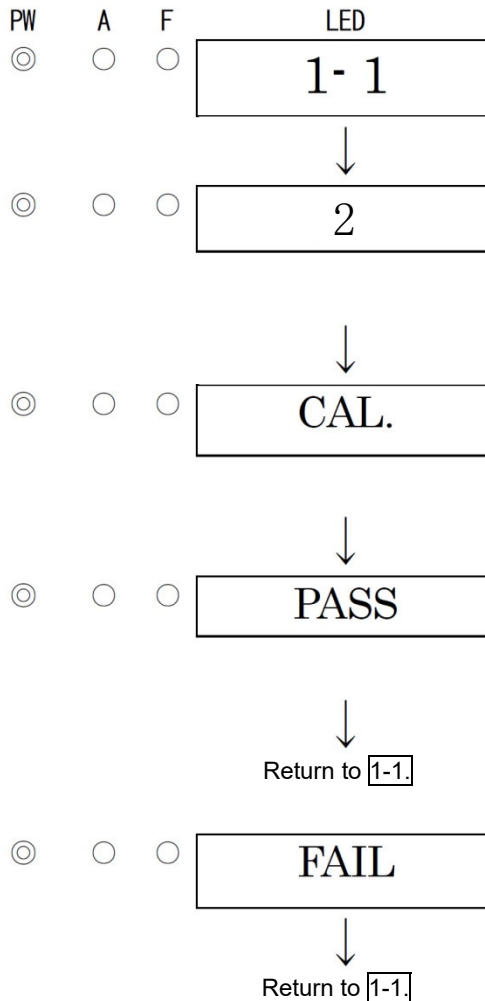 PW A F LED
1- 1
2
CAL.
PASS
Return to 1-1.
FAIL
Return to 1-1.